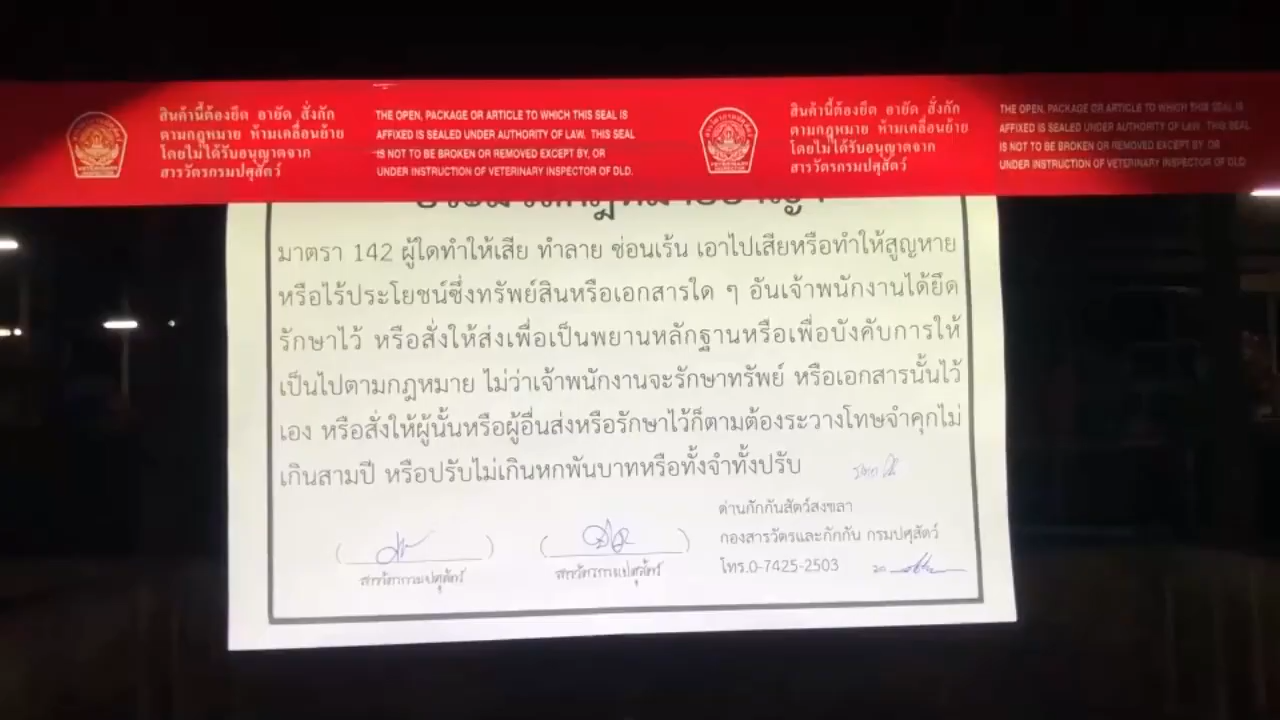 สินค้านี้ต้องยึด อายัด สั่งกัก
ตามกฎหมาย ห้ามเคลื่อนย้าย
โดยไม่ได้รับอนุญาตจาก
สารวัตรกรมปศุสัตว์
THE OPEN, PACKAGE OR ARTICLE TO WHICH THIS SEAL IS
AFFIXED IS SEALED UNDER AUTHORITY OF LAW. THIS SEAL
IS NOT TO BE BROKEN OR REMOVED EXCEPT BY, OR
UNDER INSTRUCTION OF VETERINARY INSPECTOR OF DLD.
สินค้านี้ต้องยึด อายัด สั่งกัก
ตามกฎหมาย ห้ามเคลื่อนย้าย
โดยไม่ได้รับอนุญาตจาก
สารวัตรกรมปศุสัตว์
THE OPEN, PACKAGE OR ARTICLE TO WHICH THIS SEAL IS
AFFIXED IS SEALED UNDER AUTHORITY OF LAW. THIS SEAL
IS NOT TO BE BROKEN OR REMOVED EXCEPT BY, OR
UNDER INSTRUCTION OF VETERINARY INSPECTOR OF DLD.
มาตรา 142 ผู้ใดทำให้เสีย ทำลาย ซ่อนเร้น เอาไปเสียหรือทำให้สูญหาย
หรือไร้ประโยชน์ซึ่งทรัพย์สินหรือเอกสารใด ๆ อันเจ้าพนักงานได้ยึด
รักษาไว้ หรือสั่งให้ส่งเพื่อเป็นพยานหลักฐานหรือเพื่อบังคับการให้
เป็นไปตามกฎหมาย ไม่ว่าเจ้าพนักงานจะรักษาทรัพย์ หรือเอกสารนั้นไว้
เอง หรือสั่งให้ผู้นั้นหรือผู้อื่นส่งหรือรักษาไว้ก็ตามต้องระวางโทษจำคุกไม่
เกินสามปี หรือปรับไม่เกินหกพันบาทหรือทั้งจำทั้งปรับ
ด่านกักกันสัตว์สงขลา
กองสารวัตรและกักกัน กรมปศุสัตว์
โทร.0-7425-2503
สารวัตรกรมปศุสัตว์
สารวัตรกรมปศุสัตว์